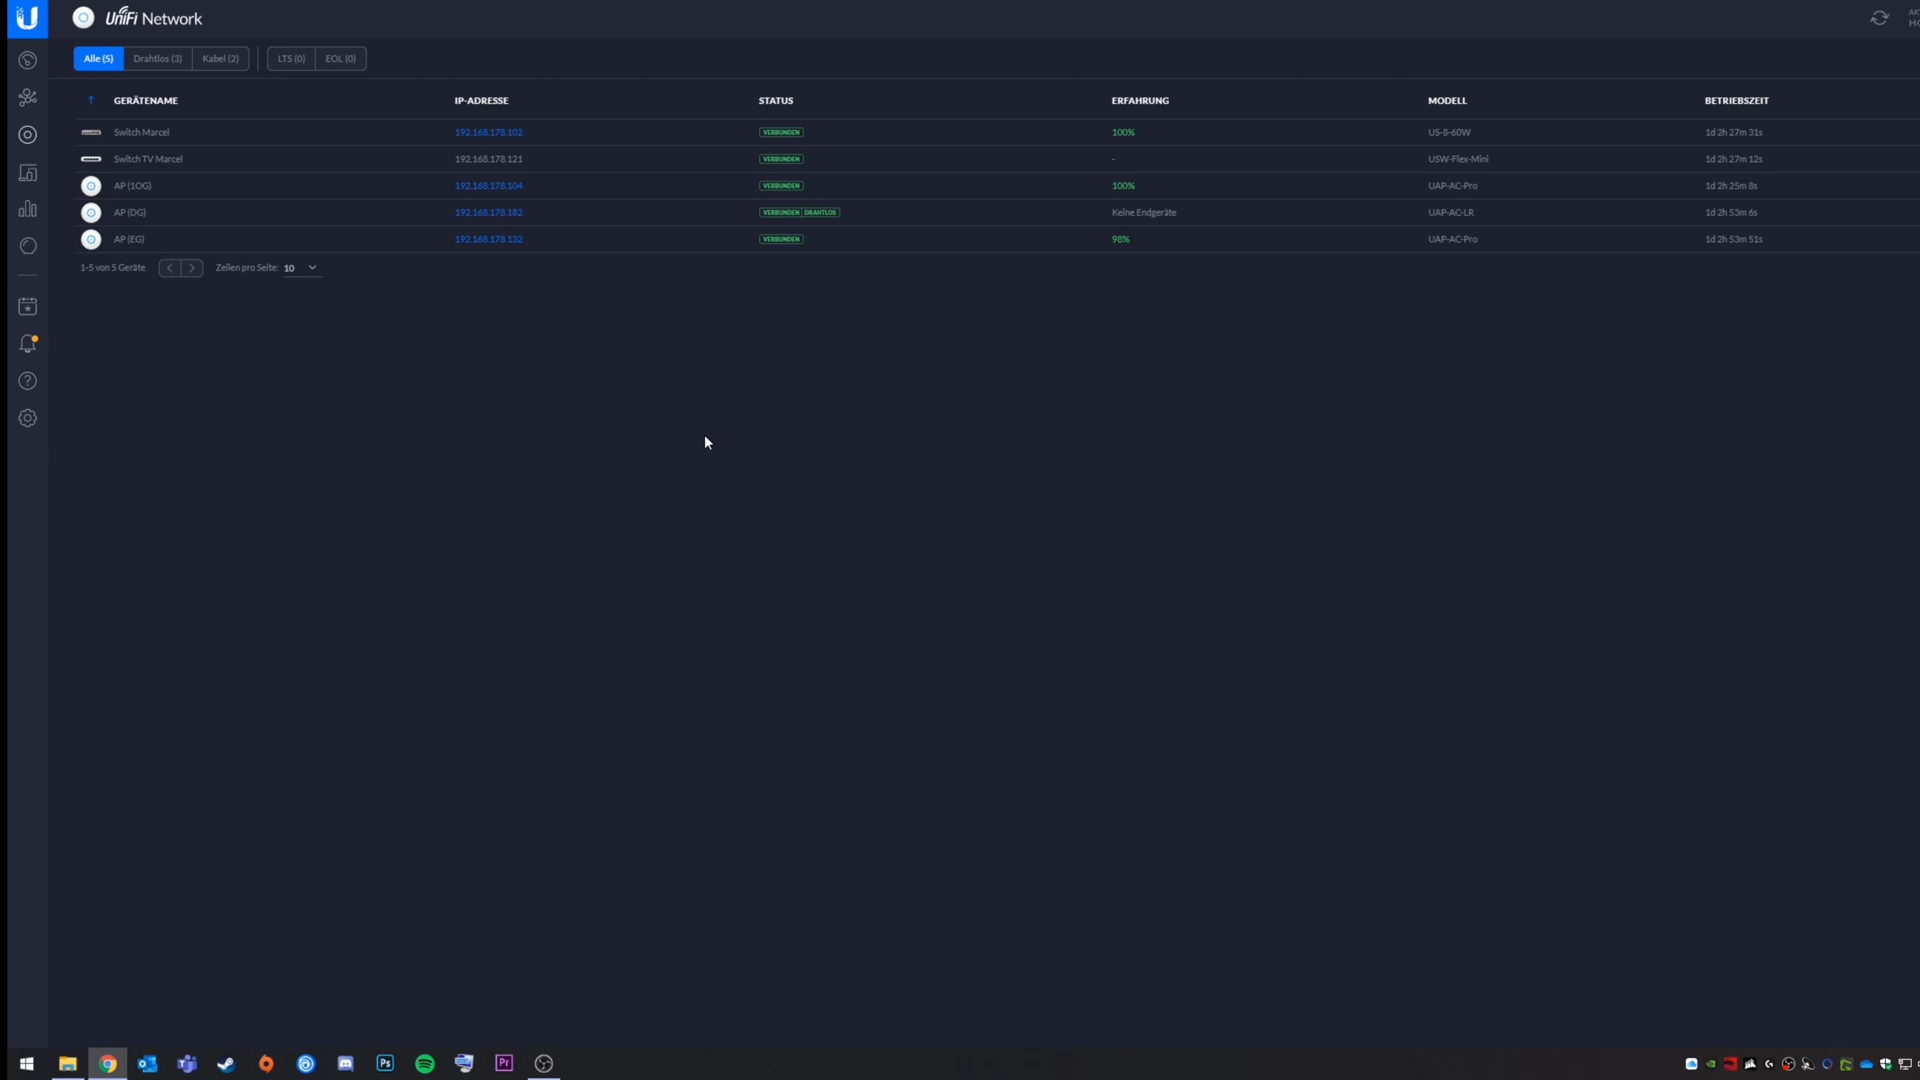 UniFi Network
Alle (5) Drahtlos (3) Kabel (2) LTS (0) EOL (0)
GERÄTENAME IP-ADRESSE STATUS ERFAHRUNG MODELL BETRIEBSZEIT
Switch Marcel 192.168.178.102 VERBUNDEN 100% US-8-60W 1d 2h 27m 31s
Switch TV Marcel 192.168.178.121 VERBUNDEN - USW-Flex-Mini 1d 2h 27m 12s
AP (1OG) 192.168.178.104 VERBUNDEN 100% UAP-AC-Pro 1d 2h 25m 8s
AP (DG) 192.168.178.182 VERBUNDEN DRAHTLOS Keine Endgeräte UAP-AC-LR 1d 2h 53m 6s
AP (EG) 192.168.178.132 VERBUNDEN 98% UAP-AC-Pro 1d 2h 53m 51s
1-5 von 5 Geräte Zeilen pro Seite: 10
Ps Pr